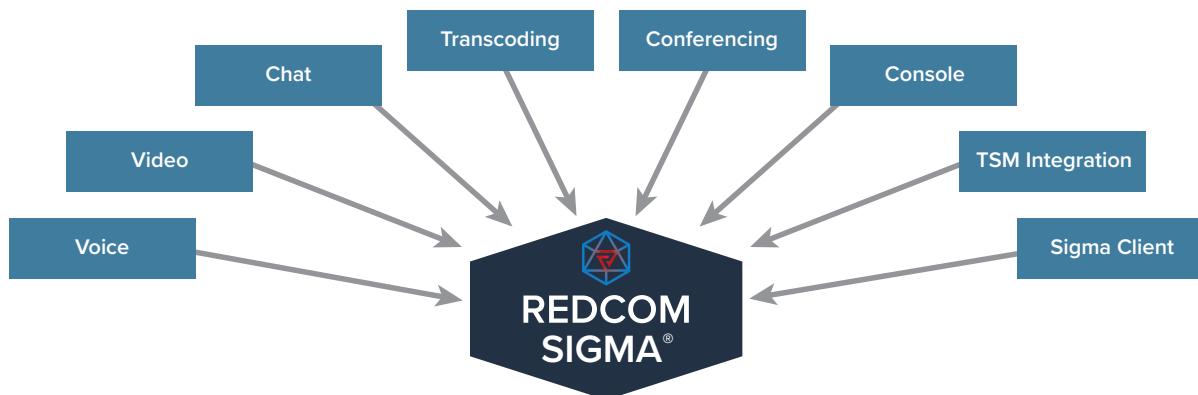 Transcoding
Conferencing
Chat
Console
Video
TSM Integration
Voice
Sigma Client
REDCOM
SIGMA®